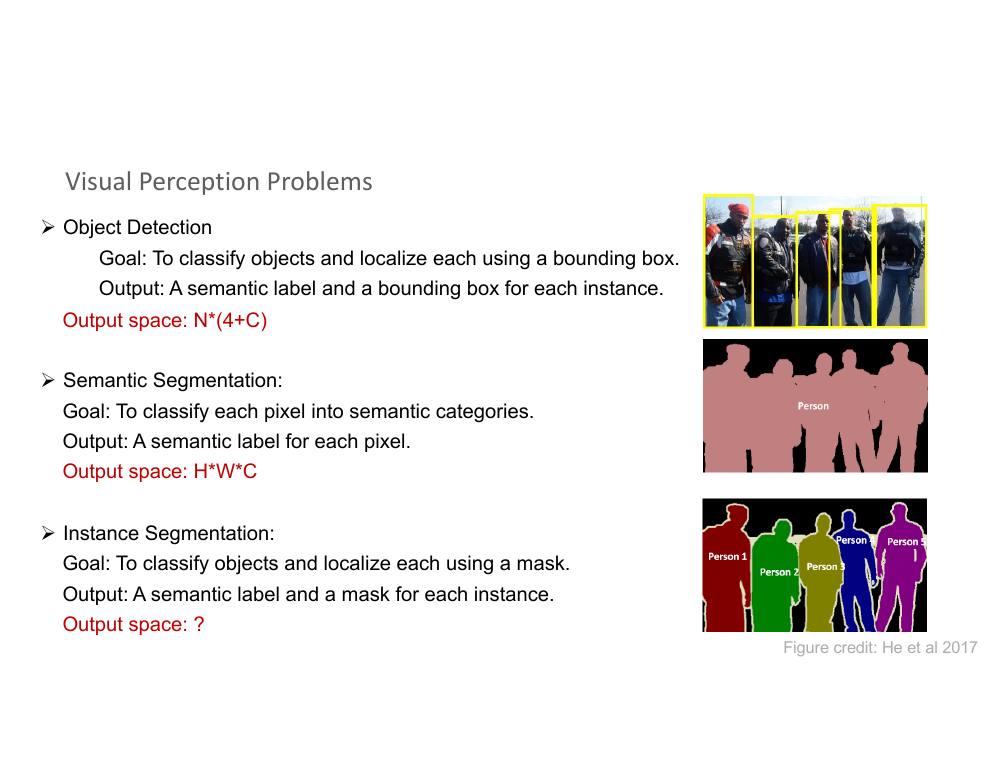 Visual Perception Problems
➢ Object Detection
Goal: To classify objects and localize each using a bounding box.
Output: A semantic label and a bounding box for each instance.
Output space: N*(4+C)
➢ Semantic Segmentation:
Goal: To classify each pixel into semantic categories.
Output: A semantic label for each pixel.
Output space: H*W*C
➢ Instance Segmentation:
Goal: To classify objects and localize each using a mask.
Output: A semantic label and a mask for each instance.
Output space: ?
Person
Person 1
Person 2
Person 3
Person 4
Person 5
Figure credit: He et al 2017